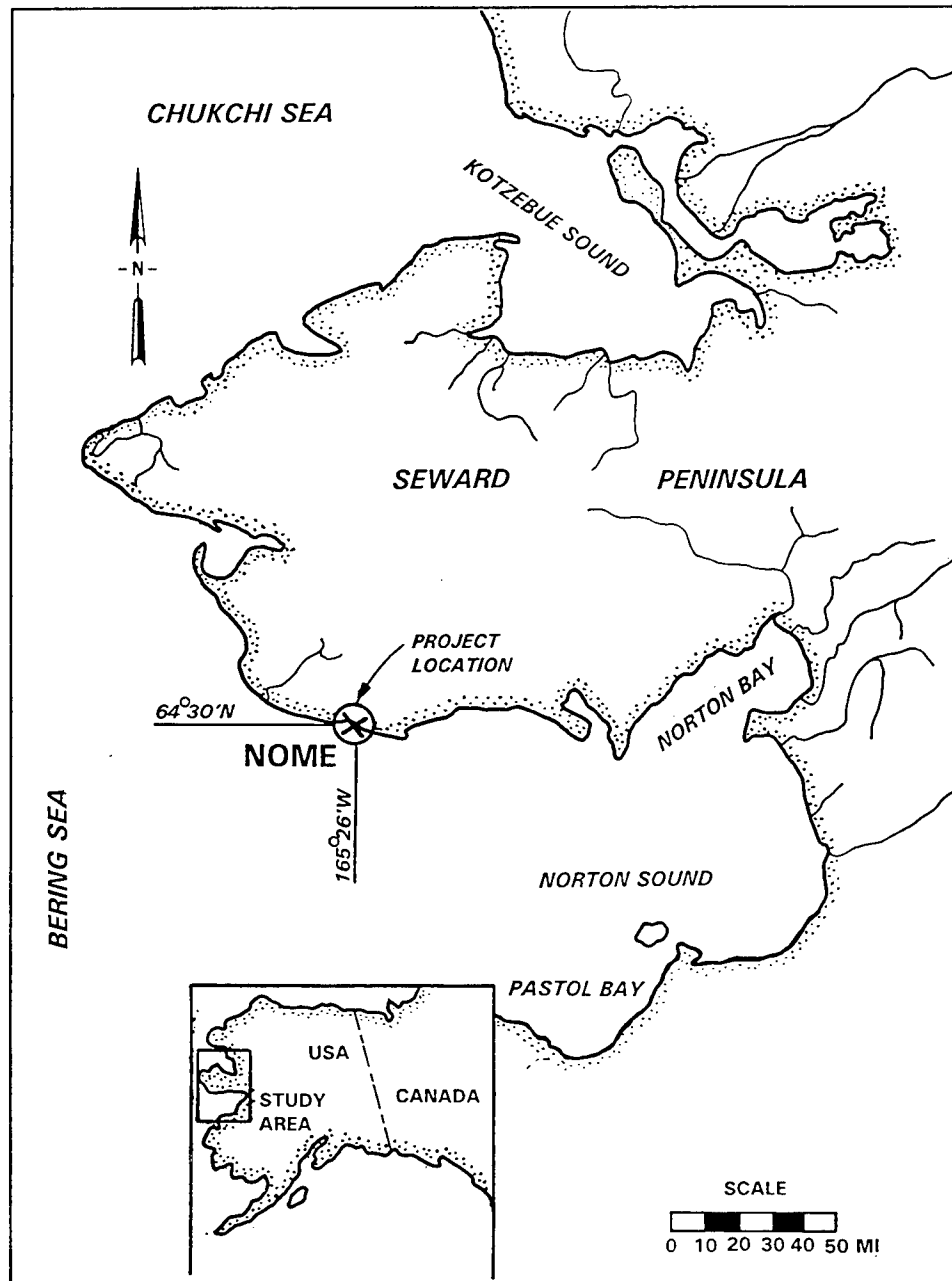 CHUKCHI SEA
KOTZEBUE SOUND
-N-
SEWARD PENINSULA
PROJECT
LOCATION
64°30'N
NOME
165°26'W
NORTON BAY
BERING SEA
NORTON SOUND
PASTOL BAY
USA
CANADA
STUDY
AREA
SCALE
0 10 20 30 40 50 MI